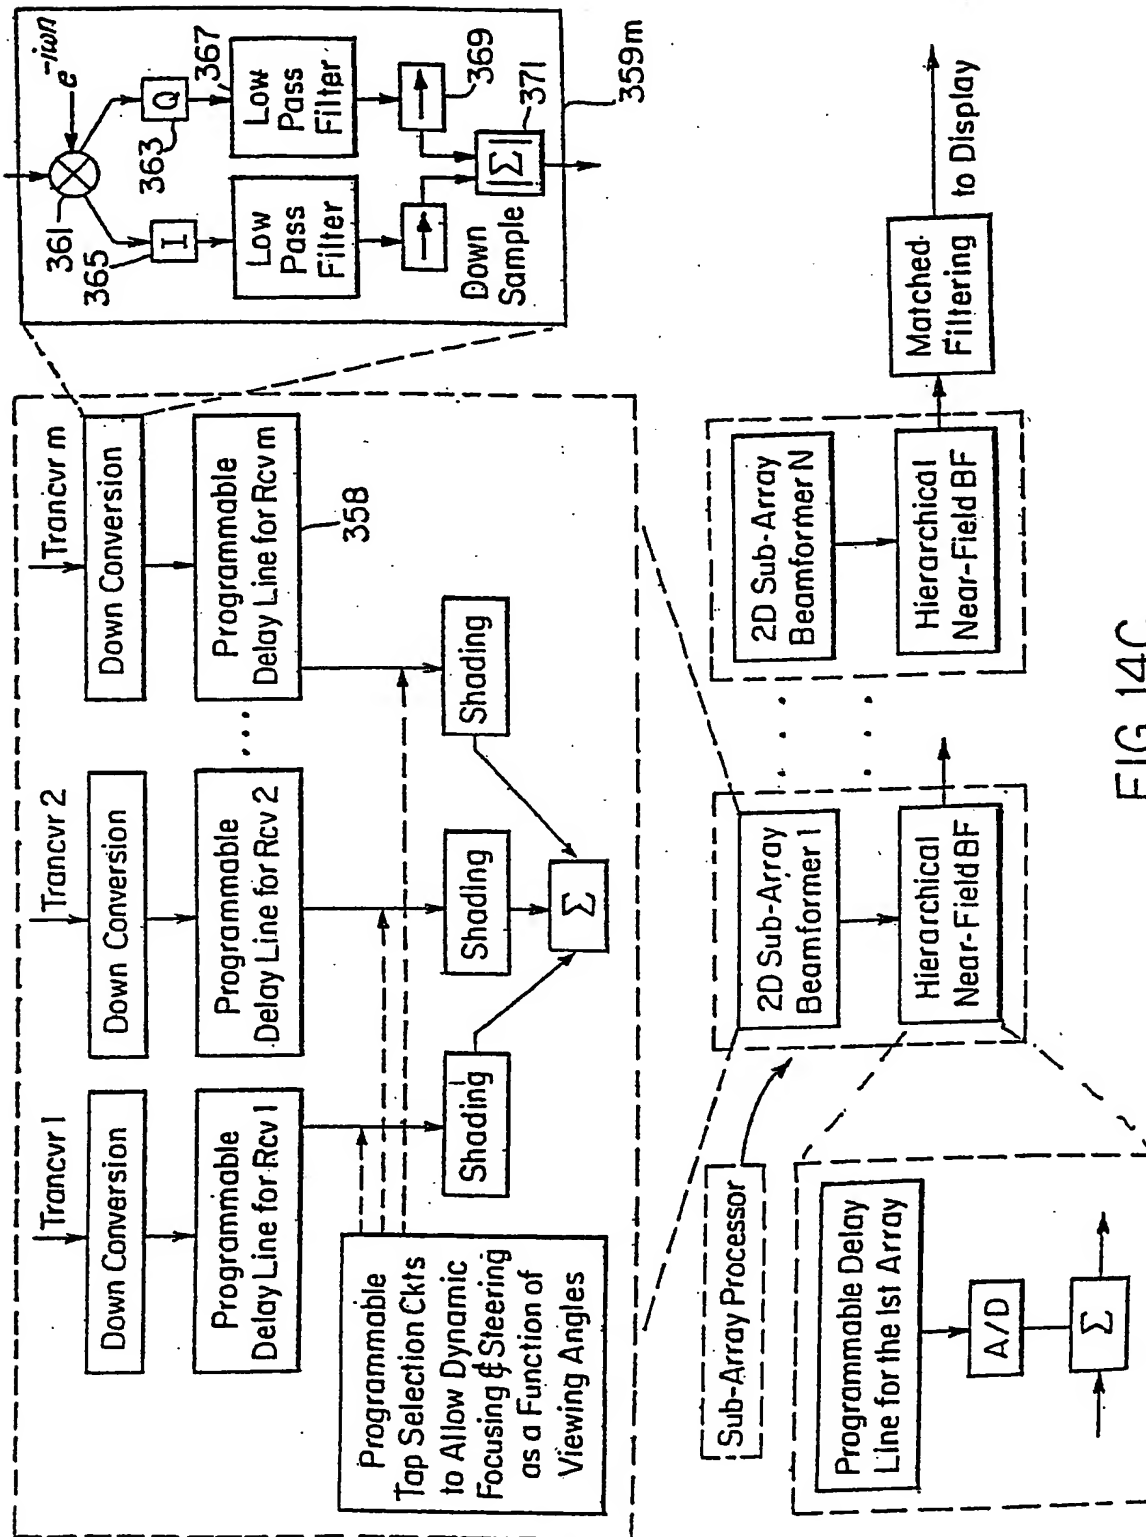 Trancvr 1
Trancvr 2
Trancvr m
Down Conversion
Down Conversion
Down Conversion
Programmable
Delay Line for Rcv 1
Programmable
Delay Line for Rcv 2
...
Programmable
Delay Line for Rcv m
358
Programmable
Tap Selection Ckts
to Allow Dynamic
Focusing & Steering
as a Function of
Viewing Angles
Shading
Shading
Shading
Σ
e^-iωn
361
365
I
Q
363
367
Low
Pass
Filter
Low
Pass
Filter
369
Down
Sample
|Σ|
371
359m
Sub-Array Processor
2D Sub-Array
Beamformer 1
2D Sub-Array
Beamformer N
Hierarchical
Near-Field BF
Hierarchical
Near-Field BF
Matched
Filtering
to Display
Programmable Delay
Line for the 1st Array
A/D
Σ
FIG. 14C